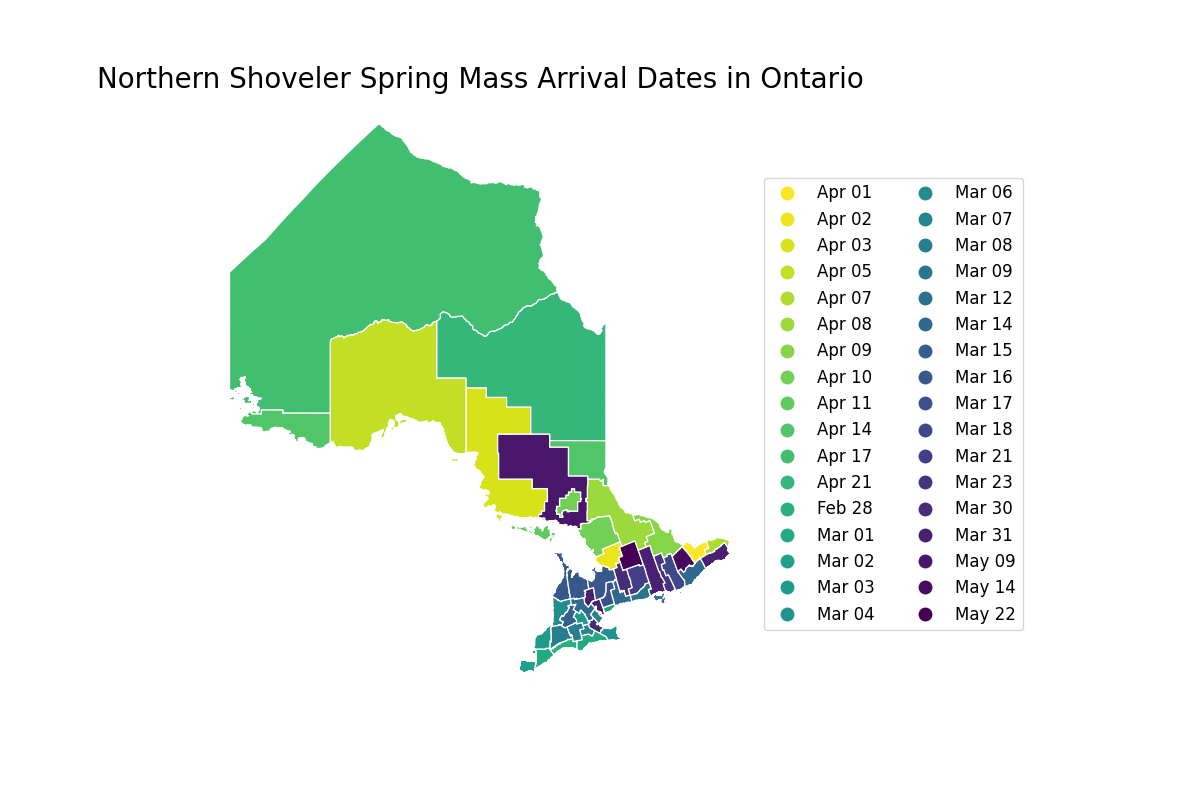 Northern Shoveler Spring Mass Arrival Dates in Ontario
Apr 01
Apr 02
Apr 03
Apr 05
Apr 07
Apr 08
Apr 09
Apr 10
Apr 11
Apr 14
Apr 17
Apr 21
Feb 28
Mar 01
Mar 02
Mar 03
Mar 04
Mar 06
Mar 07
Mar 08
Mar 09
Mar 12
Mar 14
Mar 15
Mar 16
Mar 17
Mar 18
Mar 21
Mar 23
Mar 30
Mar 31
May 09
May 14
May 22